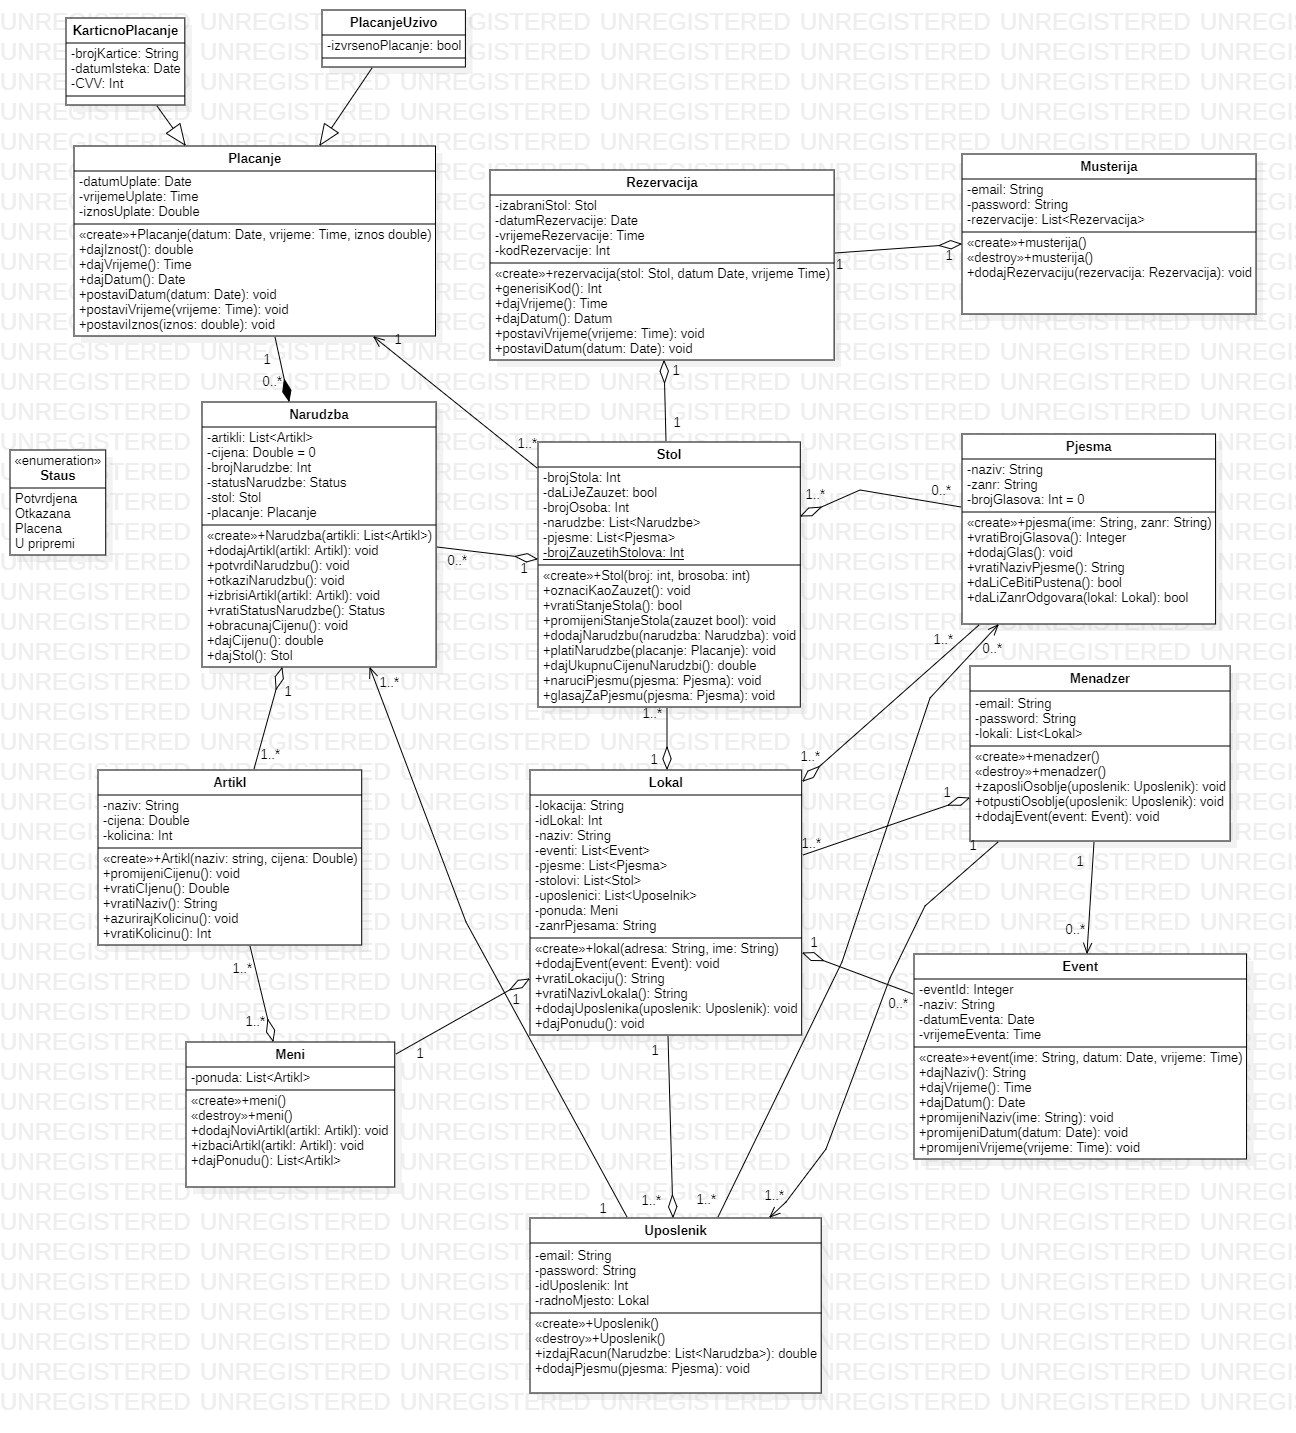 KarticnoPlacanje
-brojKartice: String
-datumIsteka: Date
-CVV: Int
PlacanjeUzivo
-izvrsenoPlacanje: bool
Placanje
-datumUplate: Date
-vrijemeUplate: Time
-iznosUplate: Double
«create»+Placanje(datum: Date, vrijeme: Time, iznos double)
+dajIznost(): double
+dajVrijeme(): Time
+dajDatum(): Date
+postaviDatum(datum: Date): void
+postaviVrijeme(vrijeme: Time): void
+postaviIznos(iznos: double): void
Rezervacija
-izabraniStol: Stol
-datumRezervacije: Date
-vrijemeRezervacije: Time
-kodRezervacije: Int
«create»+rezervacija(stol: Stol, datum Date, vrijeme Time)
+generisiKod(): Int
+dajVrijeme(): Time
+dajDatum(): Datum
+postaviVrijeme(vrijeme: Time): void
+postaviDatum(datum: Date): void
Musterija
-email: String
-password: String
-rezervacije: List<Rezervacija>
«create»+musterija()
«destroy»+musterija()
+dodajRezervaciju(rezervacija: Rezervacija): void
1
1
1
0..*
1
1..*
1
1
«enumeration»
Staus
Potvrdjena
Otkazana
Placena
U pripremi
Narudzba
-artikli: List<Artikl>
-cijena: Double = 0
-brojNarudzbe: Int
-statusNarudzbe: Status
-stol: Stol
-placanje: Placanje
«create»+Narudzba(artikli: List<Artikl>)
+dodajArtikl(artikl: Artikl): void
+potvrdiNarudzbu(): void
+otkaziNarudzbu(): void
+izbrisiArtikl(artikl: Artikl): void
+vratiStatusNarudzbe(): Status
+obracunajCijenu(): void
+dajCijenu(): double
+dajStol(): Stol
0..*
1
Stol
-brojStola: Int
-daLiJeZauzet: bool
-brojOsoba: Int
-narudzbe: List<Narudzbe>
-pjesme: List<Pjesma>
-brojZauzetihStolova: Int
«create»+Stol(broj: int, brosoba: int)
+oznaciKaoZauzet(): void
+vratiStanjeStola(): bool
+promijeniStanjeStola(zauzet bool): void
+dodajNarudzbu(narudzba: Narudzba): void
+platiNarudzbe(placanje: Placanje): void
+dajUkupnuCijenuNarudzbi(): double
+naruciPjesmu(pjesma: Pjesma): void
+glasajZaPjesmu(pjesma: Pjesma): void
1..*
0..*
Pjesma
-naziv: String
-zanr: String
-brojGlasova: Int = 0
«create»+pjesma(ime: String, zanr: String)
+vratiBrojGlasova(): Integer
+dodajGlas(): void
+vratiNazivPjesme(): String
+daLiCeBitiPustena(): bool
+daLiZanrOdgovara(lokal: Lokal): bool
1..*
0..*
1
1..*
1..*
1..*
1
1..*
Menadzer
-email: String
-password: String
-lokali: List<Lokal>
«create»+menadzer()
«destroy»+menadzer()
+zaposliOsoblje(uposlenik: Uposlenik): void
+otpustiOsoblje(uposlenik: Uposlenik): void
+dodajEvent(event: Event): void
1
1..*
1
1
0..*
Artikl
-naziv: String
-cijena: Double
-kolicina: Int
«create»+Artikl(naziv: string, cijena: Double)
+promijeniCijenu(): void
+vratiCIjenu(): Double
+vratiNaziv(): String
+azurirajKolicinu(): void
+vratiKolicinu(): Int
Lokal
-lokacija: String
-idLokal: Int
-naziv: String
-eventi: List<Event>
-pjesme: List<Pjesma>
-stolovi: List<Stol>
-uposlenici: List<Uposelnik>
-ponuda: Meni
-zanrPjesama: String
«create»+lokal(adresa: String, ime: String)
+dodajEvent(event: Event): void
+vratiLokaciju(): String
+vratiNazivLokala(): String
+dodajUposlenika(uposlenik: Uposlenik): void
+dajPonudu(): void
1
0..*
Event
-eventId: Integer
-naziv: String
-datumEventa: Date
-vrijemeEventa: Time
«create»+event(ime: String, datum: Date, vrijeme: Time)
+dajNaziv(): String
+dajVrijeme(): Time
+dajDatum(): Date
+promijeniNaziv(ime: String): void
+promijeniDatum(datum: Date): void
+promijeniVrijeme(vrijeme: Time): void
1..*
1..*
1
1
Meni
-ponuda: List<Artikl>
«create»+meni()
«destroy»+meni()
+dodajNoviArtikl(artikl: Artikl): void
+izbaciArtikl(artikl: Artikl): void
+dajPonudu(): List<Artikl>
1
1
1..*
1..*
1..*
Uposlenik
-email: String
-password: String
-idUposlenik: Int
-radnoMjesto: Lokal
«create»+Uposlenik()
«destroy»+Uposlenik()
+izdajRacun(Narudzbe: List<Narudzba>): double
+dodajPjesmu(pjesma: Pjesma): void